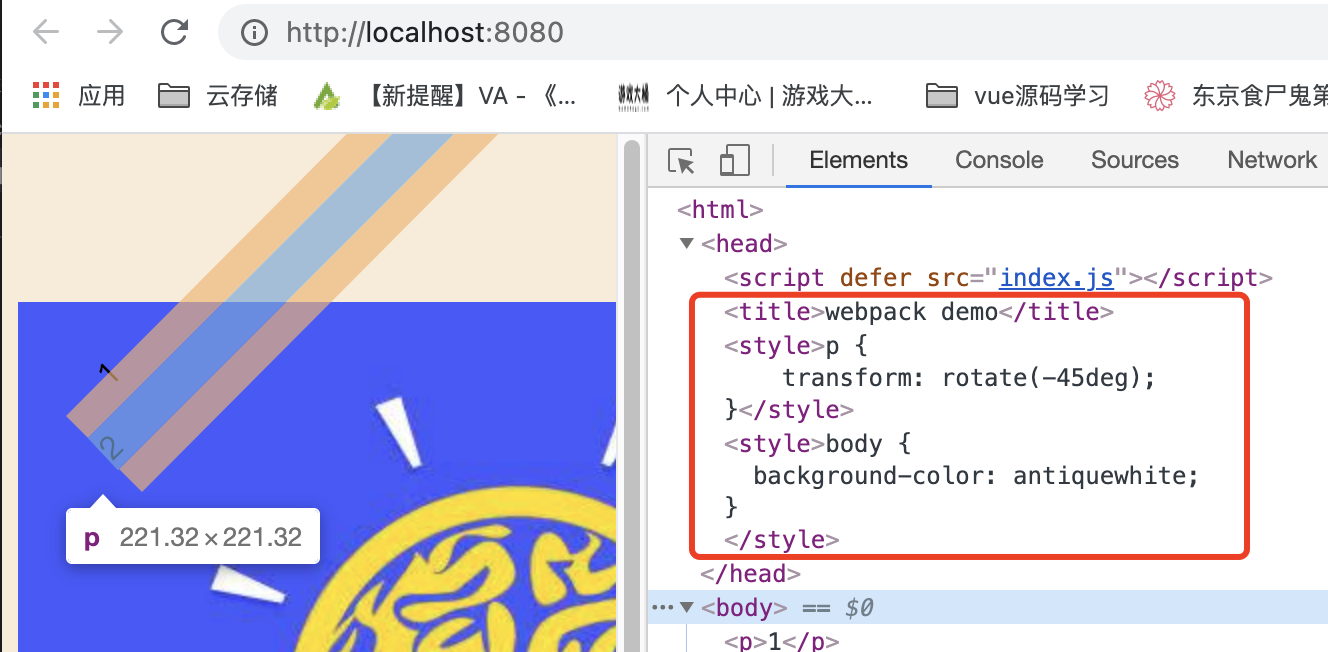 http://localhost:8080
应用 云存储 【新提醒】VA - 《... 个人中心 | 游戏大... vue源码学习 东京食尸鬼第
Elements Console Sources Network
<html>
<head>
<script defer src="index.js"></script>
<title>webpack demo</title>
<style>p {
transform: rotate(-45deg);
}</style>
<style>body {
background-color: antiquewhite;
}
</style>
</head>
<body> == $0
<p>1</p>
1
2
p 221.32 × 221.32